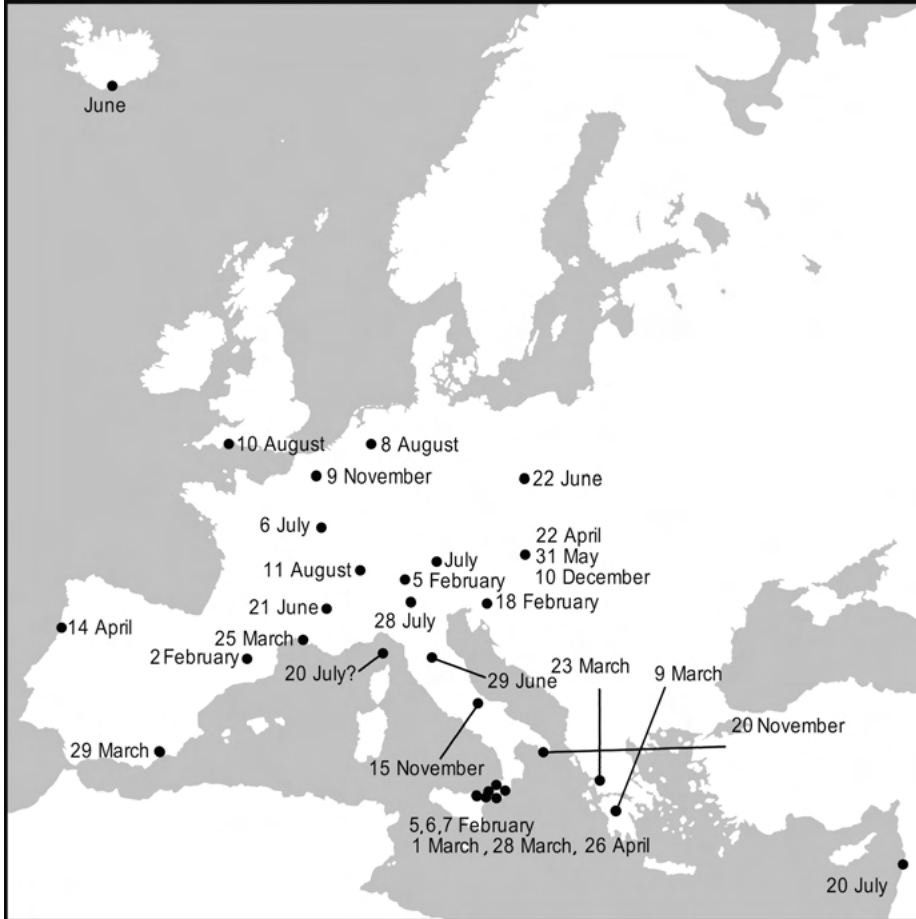 June
10 August
8 August
9 November
22 June
6 July
22 April
31 May
10 December
July
11 August
5 February
21 June
28 July
18 February
14 April
25 March
2 February
20 July?
29 June
23 March
9 March
20 November
29 March
15 November
5,6,7 February
1 March , 28 March, 26 April
20 July